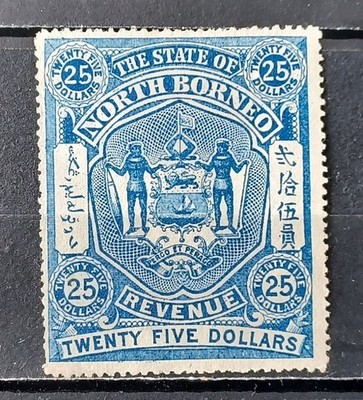 TWENTY FIVE
25
DOLLARS
THE STATE OF
NORTH BORNEO
TWENTY FIVE
25
DOLLARS
弐拾伍員
PERGO ET PERAGO
TWENTY FIVE
25
DOLLARS
REVENUE
TWENTY FIVE
25
DOLLARS
TWENTY FIVE DOLLARS